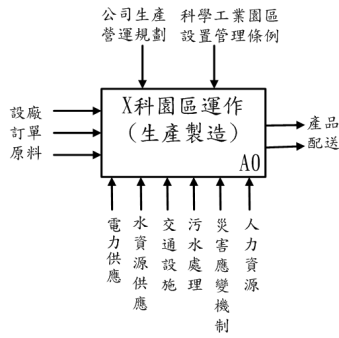 公司生產
營運規劃
科學工業園區
設置管理條例
設廠
訂單
原料
X科園區運作
(生產製造)
A0
產品
配送
電力供應
水資源供應
交通設施
污水處理
災害應變機制
人力資源